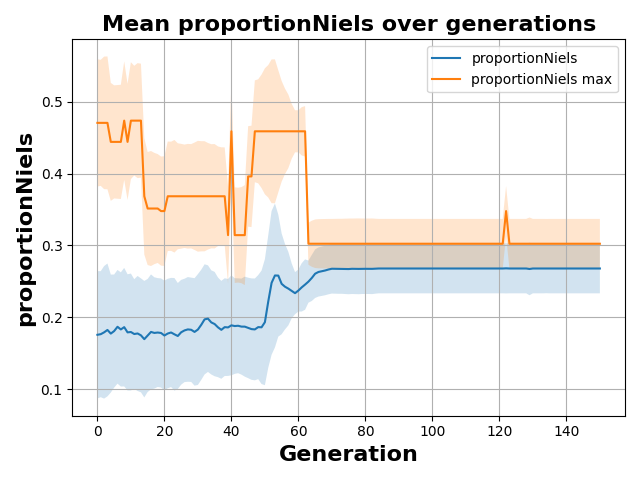 Mean proportionNiels over generations
proportionNiels
proportionNiels max
0.5
0.4
0.3
0.2
0.1
proportionNiels
0 20 40 60 80 100 120 140
Generation